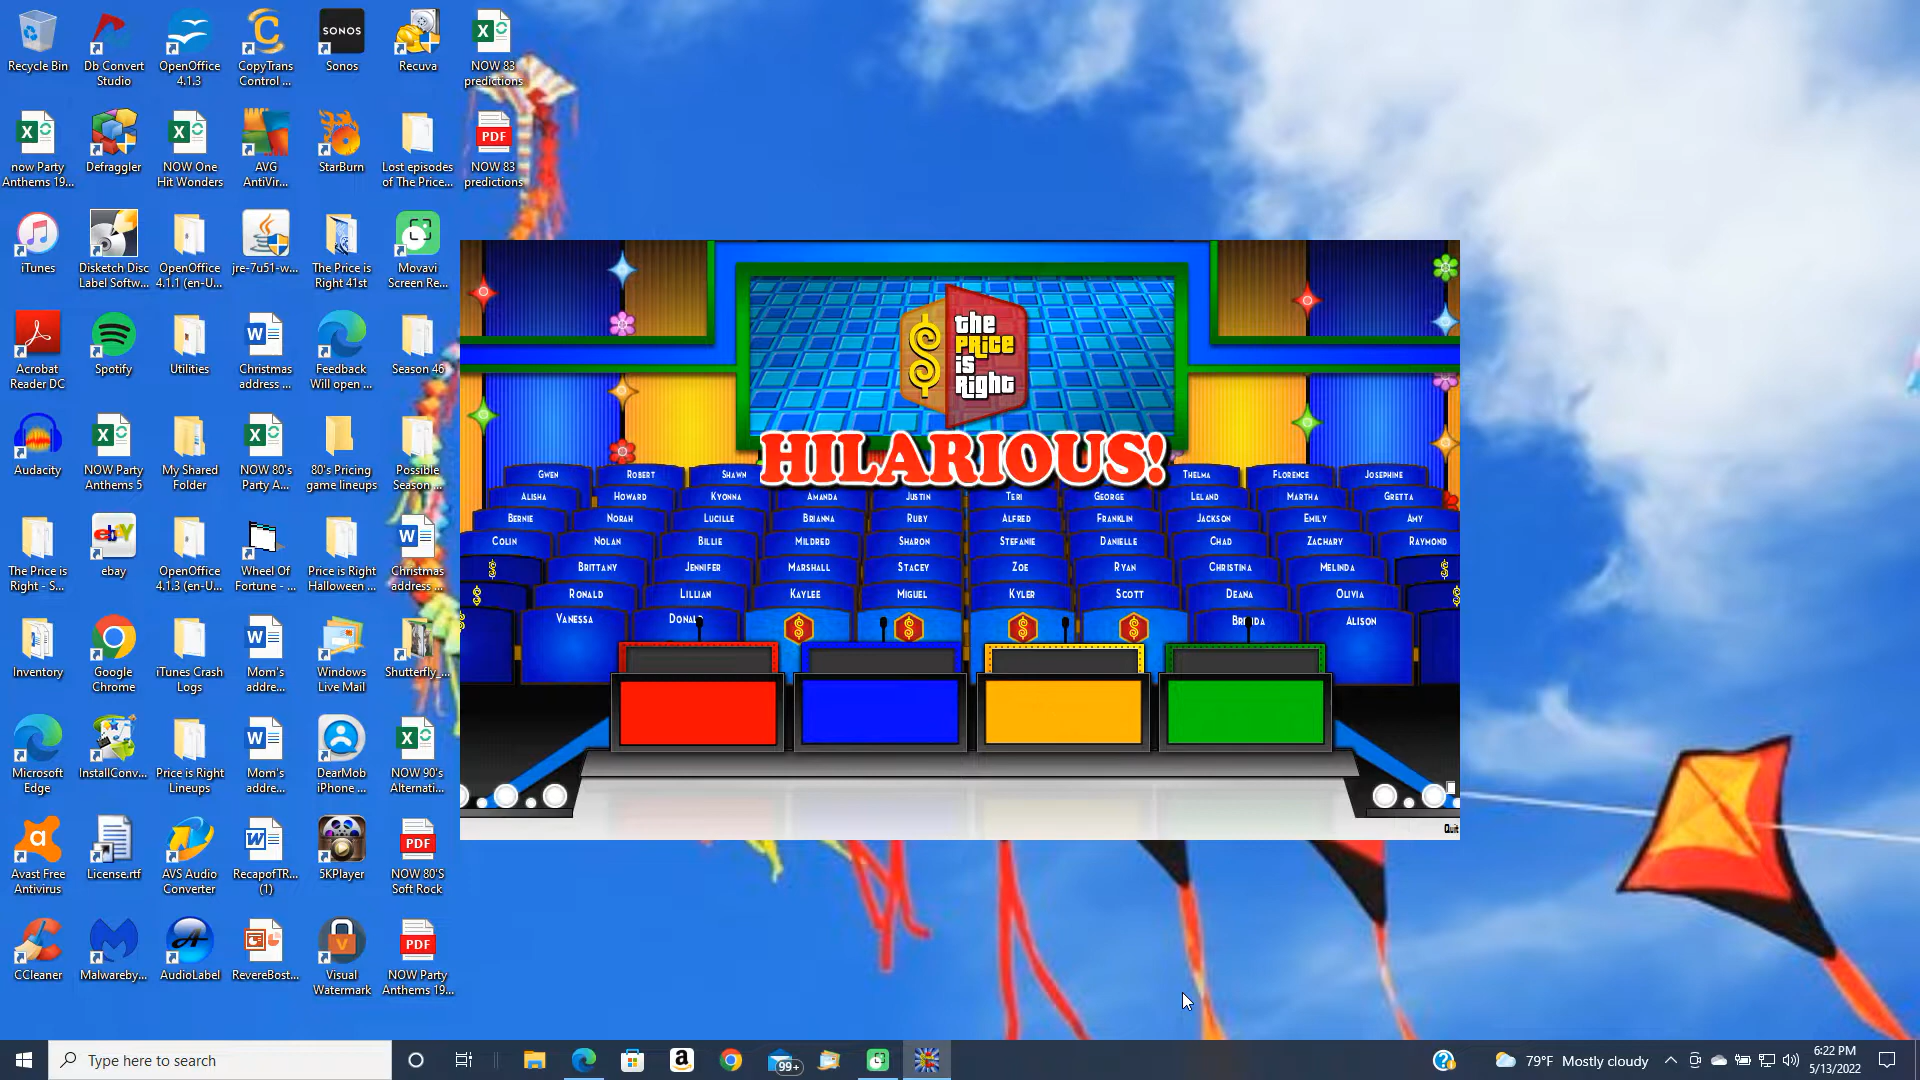 Recycle Bin
Db Convert
Studio
OpenOffice
4.1.3
CopyTrans
Control ...
SONOS
Sonos
Recuva
NOW 83
predictions
now Party
Anthems 19...
Defraggler
NOW One
Hit Wonders
AVG
AntiVir...
StarBurn
Lost episodes
of The Price...
PDF
NOW 83
predictions
iTunes
Disketch Disc
Label Softw...
OpenOffice
4.1.1 (en-U...
jre-7u51-w...
The Price is
Right 41st
Movavi
Screen Re...
Acrobat
Reader DC
Spotify
Utilities
Christmas
address ...
Feedback
Will open ...
Season 46
Audacity
NOW Party
Anthems 5
My Shared
Folder
NOW 80's
Party A...
80's Pricing
game lineups
Possible
Season ...
The Price is
Right - S...
ebay
ebay
OpenOffice
4.1.3 (en-U...
Wheel Of
Fortune - ...
Price is Right
Halloween ...
Christmas
address ...
Inventory
Google
Chrome
iTunes Crash
Logs
Mom's
addre...
Windows
Live Mail
Shutterfly_...
Microsoft
Edge
InstallConv...
Price is Right
Lineups
Mom's
addre...
DearMob
iPhone ...
NOW 90's
Alternati...
Avast Free
Antivirus
License.rtf
AVS Audio
Converter
RecapofTR...
(1)
5KPlayer
PDF
NOW 80'S
Soft Rock
CCleaner
Malwareby...
AudioLabel
RevereBost...
Visual
Watermark
PDF
NOW Party
Anthems 19...
the
PRICE
is
Right
HILARIOUS!
GWEN ROBERT SHAWN THELMA FLORENCE JOSEPHINE
ALISHA HOWARD KYONNA AMANDA JUSTIN TERI GEORGE LELAND MARTHA GRETTA
BERNIE NORAH LUCILLE BRIANNA RUBY ALFRED FRANKLIN JACKSON EMILY AMY
COLIN NOLAN BILLIE MILDRED SHARON STEFANIE DANIELLE CHAD ZACHARY RAYMOND
BRITTANY JENNIFER MARSHALL STACEY ZOE RYAN CHRISTINA MELINDA
RONALD LILLIAN KAYLEE MIGUEL KYLER SCOTT DEANA OLIVIA
VANESSA ALISON
Quit
Type here to search
99+
79°F Mostly cloudy
6:22 PM
5/13/2022